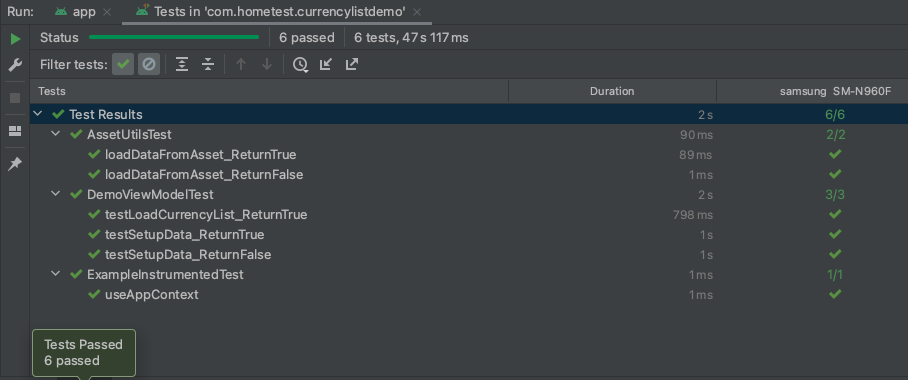 Run: app Tests in 'com.hometest.currencylistdemo'
Status 6 passed 6 tests, 47 s 117 ms
Filter tests:
Tests Duration samsung SM-N960F
Test Results 2 s 6/6
AssetUtilsTest 90 ms 2/2
loadDataFromAsset_ReturnTrue 89 ms
loadDataFromAsset_ReturnFalse 1 ms
DemoViewModelTest 2 s 3/3
testLoadCurrencyList_ReturnTrue 798 ms
testSetupData_ReturnTrue 1 s
testSetupData_ReturnFalse 1 s
ExampleInstrumentedTest 1 ms 1/1
useAppContext 1 ms
Tests Passed
6 passed